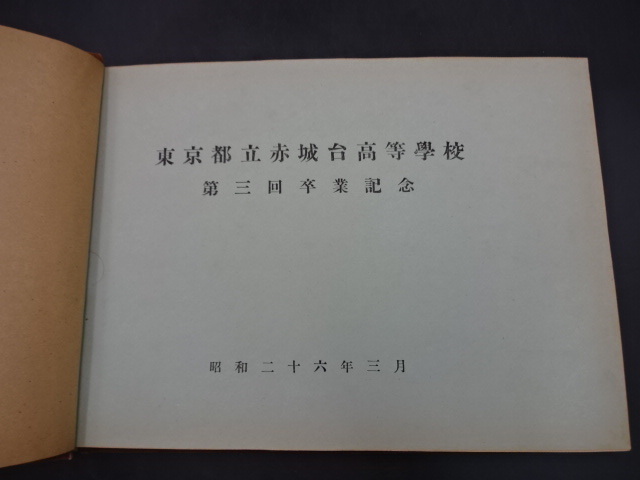 東京都立赤城台高等學校
第三回卒業記念
昭和二十六年三月